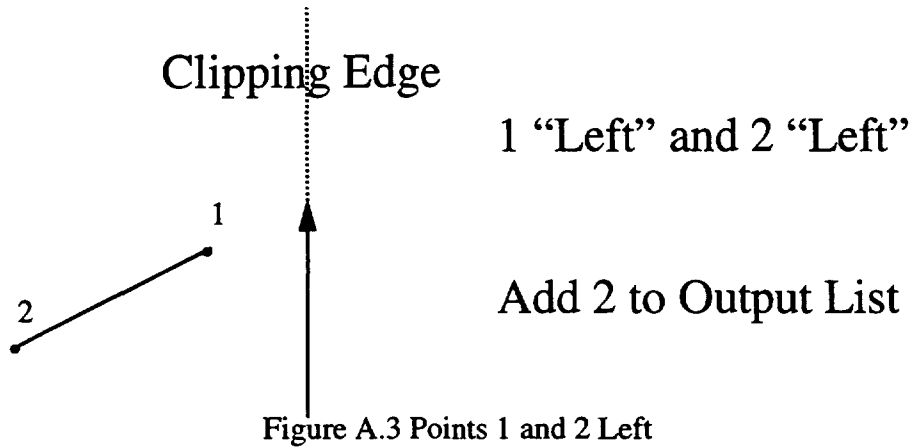 Clipping Edge
1 “Left” and 2 “Left”
1
2
Add 2 to Output List
Figure A.3 Points 1 and 2 Left